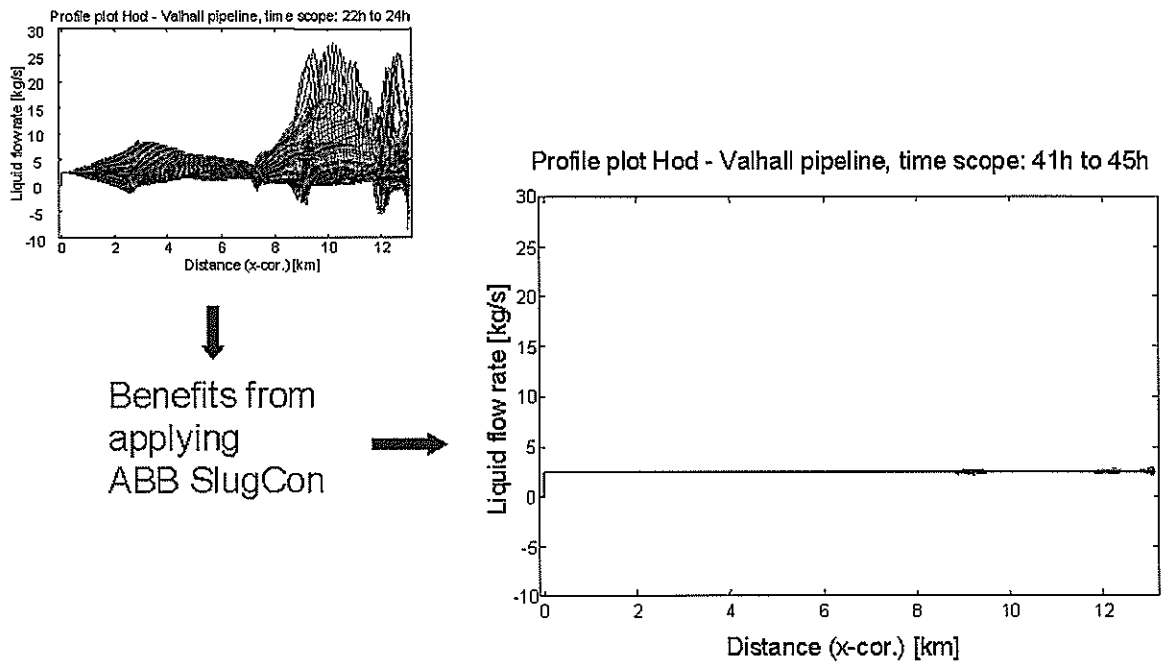 Profile plot Hod - Valhall pipeline, time scope: 22h to 24h
30
25
20
15
10
5
0
-5
-10
Liquid flow rate [kg/s]
0 2 4 6 8 10 12
Distance (x-cor.) [km]
Benefits from
applying
ABB SlugCon
Profile plot Hod - Valhall pipeline, time scope: 41h to 45h
30
25
20
15
10
5
0
-5
-10
Liquid flow rate [kg/s]
0 2 4 6 8 10 12
Distance (x-cor.) [km]